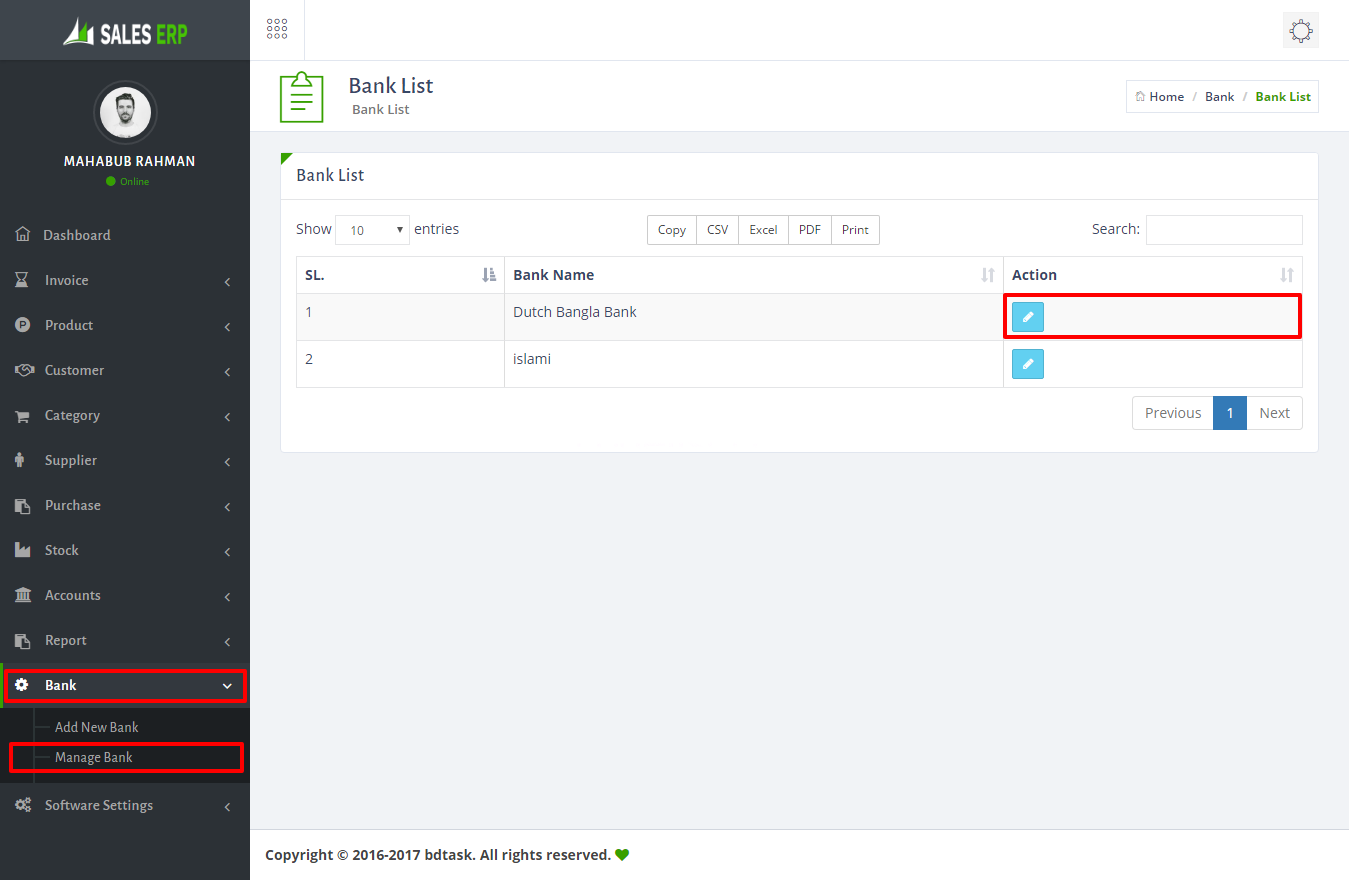 SALES ERP
MAHABUB RAHMAN
Online
Dashboard
Invoice
Product
Customer
Category
Supplier
Purchase
Stock
Accounts
Report
Bank
Add New Bank
Manage Bank
Software Settings
Bank List
Bank List
Home / Bank / Bank List
Bank List
Show 10 entries
Copy CSV Excel PDF Print
Search:
SL. Bank Name Action
1 Dutch Bangla Bank
2 islami
Previous 1 Next
Copyright © 2016-2017 bdtask. All rights reserved.